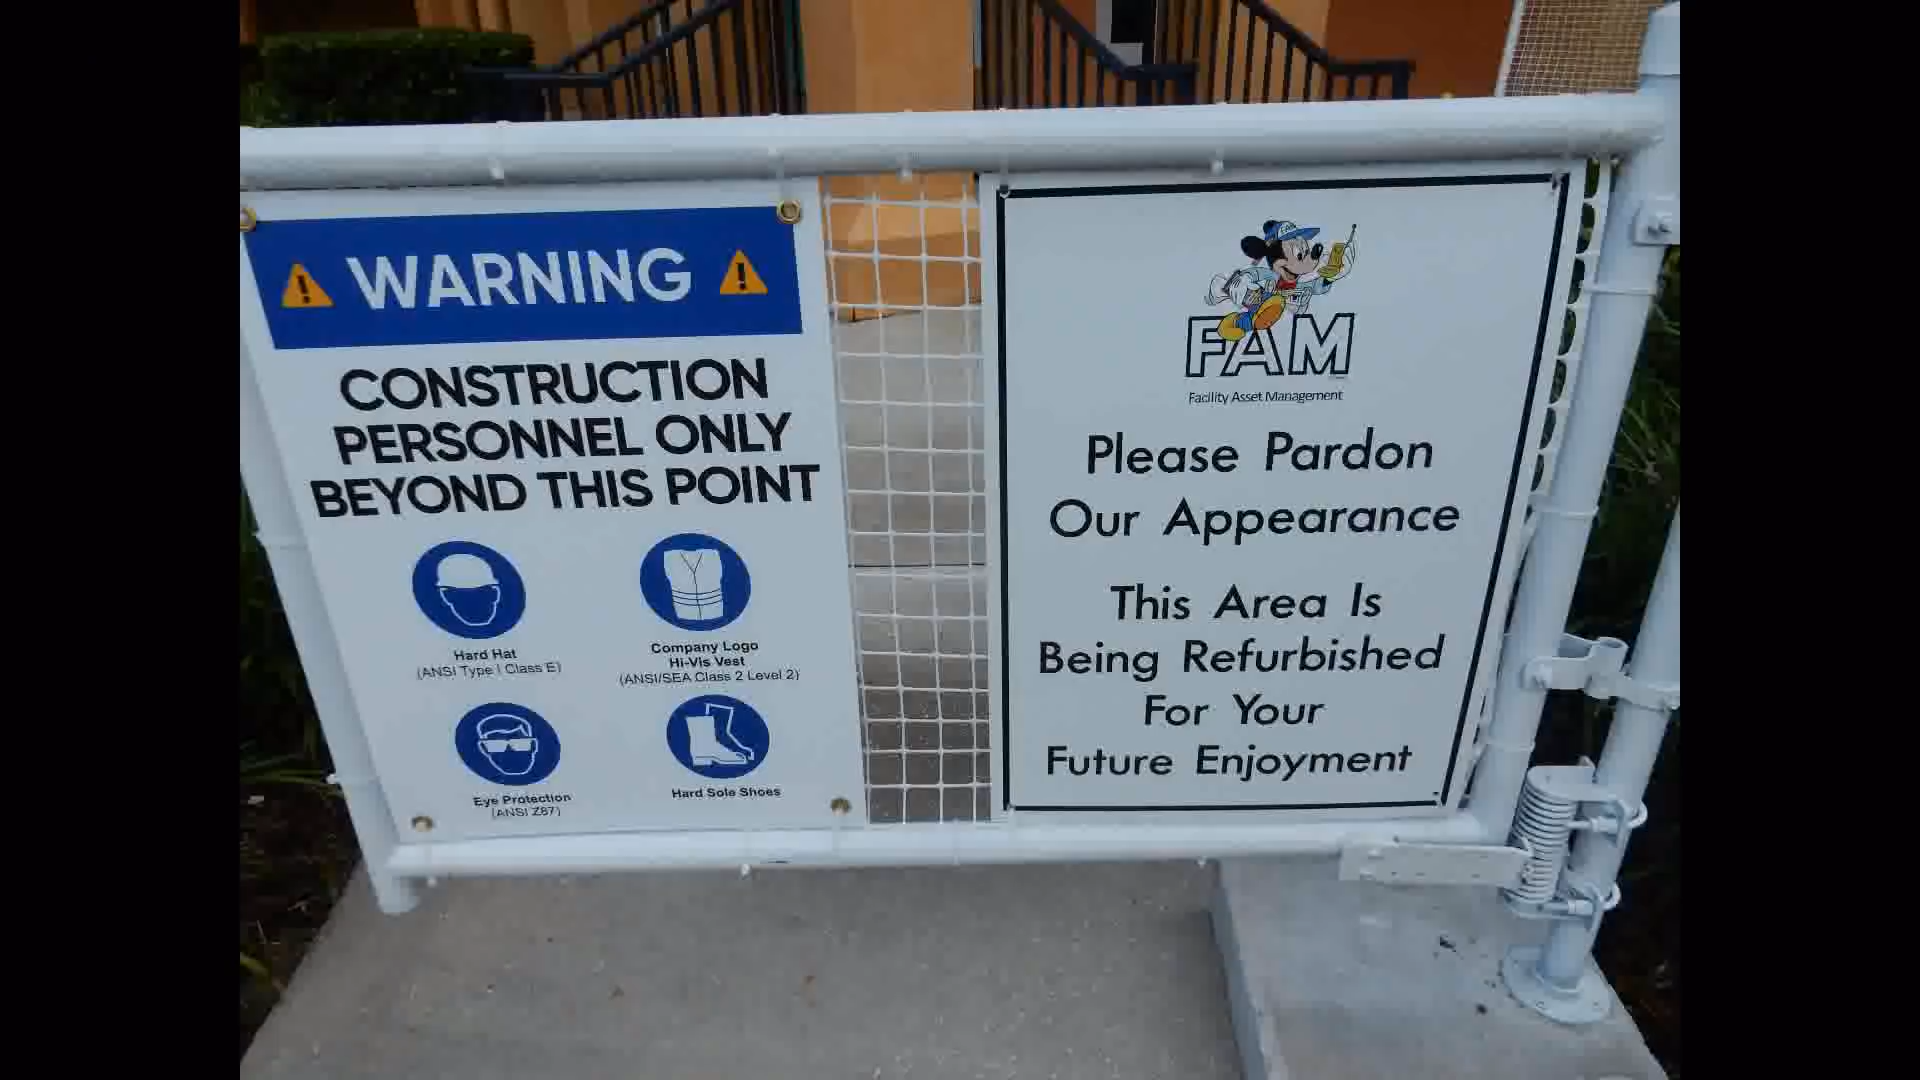 WARNING
CONSTRUCTION
PERSONNEL ONLY
BEYOND THIS POINT
Hard Hat
(ANSI Type I Class E)
Company Logo
Hi-Vis Vest
(ANSI/SEA Class 2 Level 2)
Eye Protection
(ANSI Z87)
Hard Sole Shoes
FAM
Facility Asset Management
Please Pardon
Our Appearance
This Area Is
Being Refurbished
For Your
Future Enjoyment